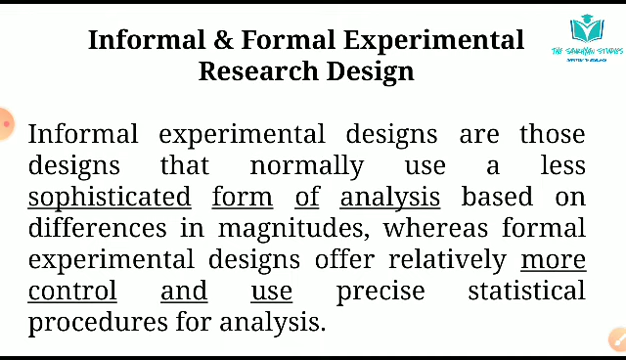 Informal & Formal Experimental
Research Design
Informal experimental designs are those
designs that normally use a less
sophisticated form of analysis based on
differences in magnitudes, whereas formal
experimental designs offer relatively more
control and use precise statistical
procedures for analysis.